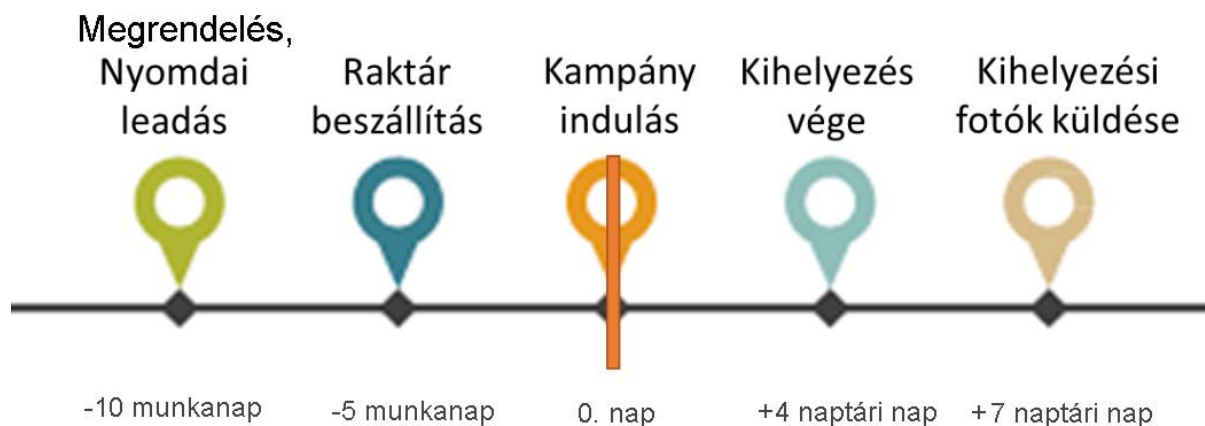 Megrendelés,
Nyomdai
leadás
Raktár
beszállítás
Kampány
indulás
Kihelyezés
vége
Kihelyezési
fotók küldése
-10 munkanap
-5 munkanap
0. nap
+4 naptári nap
+7 naptári nap